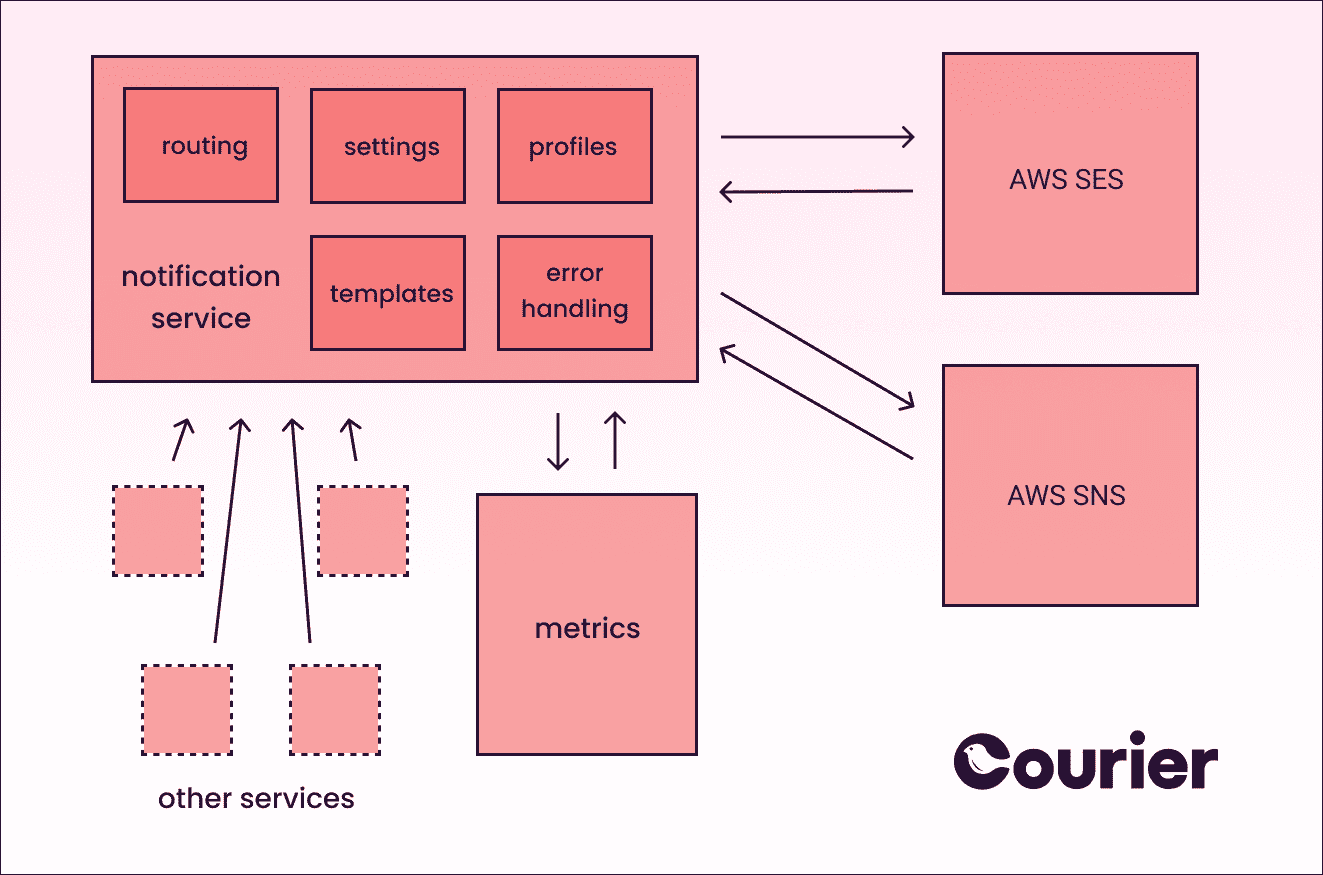 routing
settings
profiles
notification
service
templates
error
handling
AWS SES
AWS SNS
metrics
other services
Courier